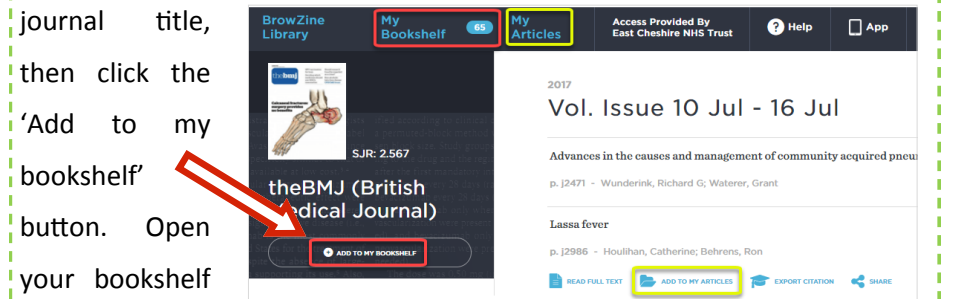 journal title,
then click the
‘Add to my
bookshelf’
button. Open
your bookshelf
BrowZine
Library
My
Bookshelf 65
My
Articles
Access Provided By
East Cheshire NHS Trust
? Help
App
thebmj
SJR: 2.567
theBMJ (British
Medical Journal)
ADD TO MY BOOKSHELF
2017
Vol. Issue 10 Jul - 16 Jul
Advances in the causes and management of community acquired pneu
p. j2471 - Wunderink, Richard G; Waterer, Grant
Lassa fever
p. j2986 - Houlihan, Catherine; Behrens, Ron
READ FULL TEXT ADD TO MY ARTICLES EXPORT CITATION SHARE